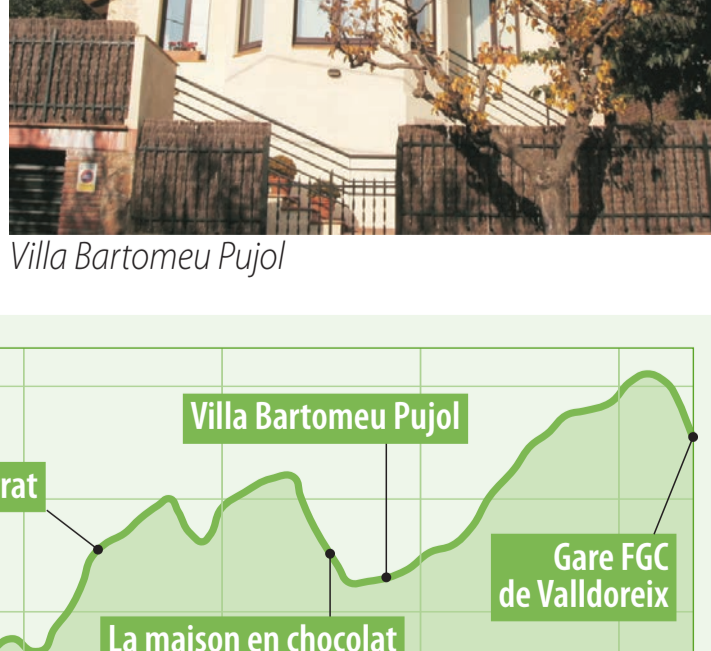 Villa Bartomeu Pujol
Villa Bartomeu Pujol
rat
Gare FGC
de Valldoreix
La maison en chocolat